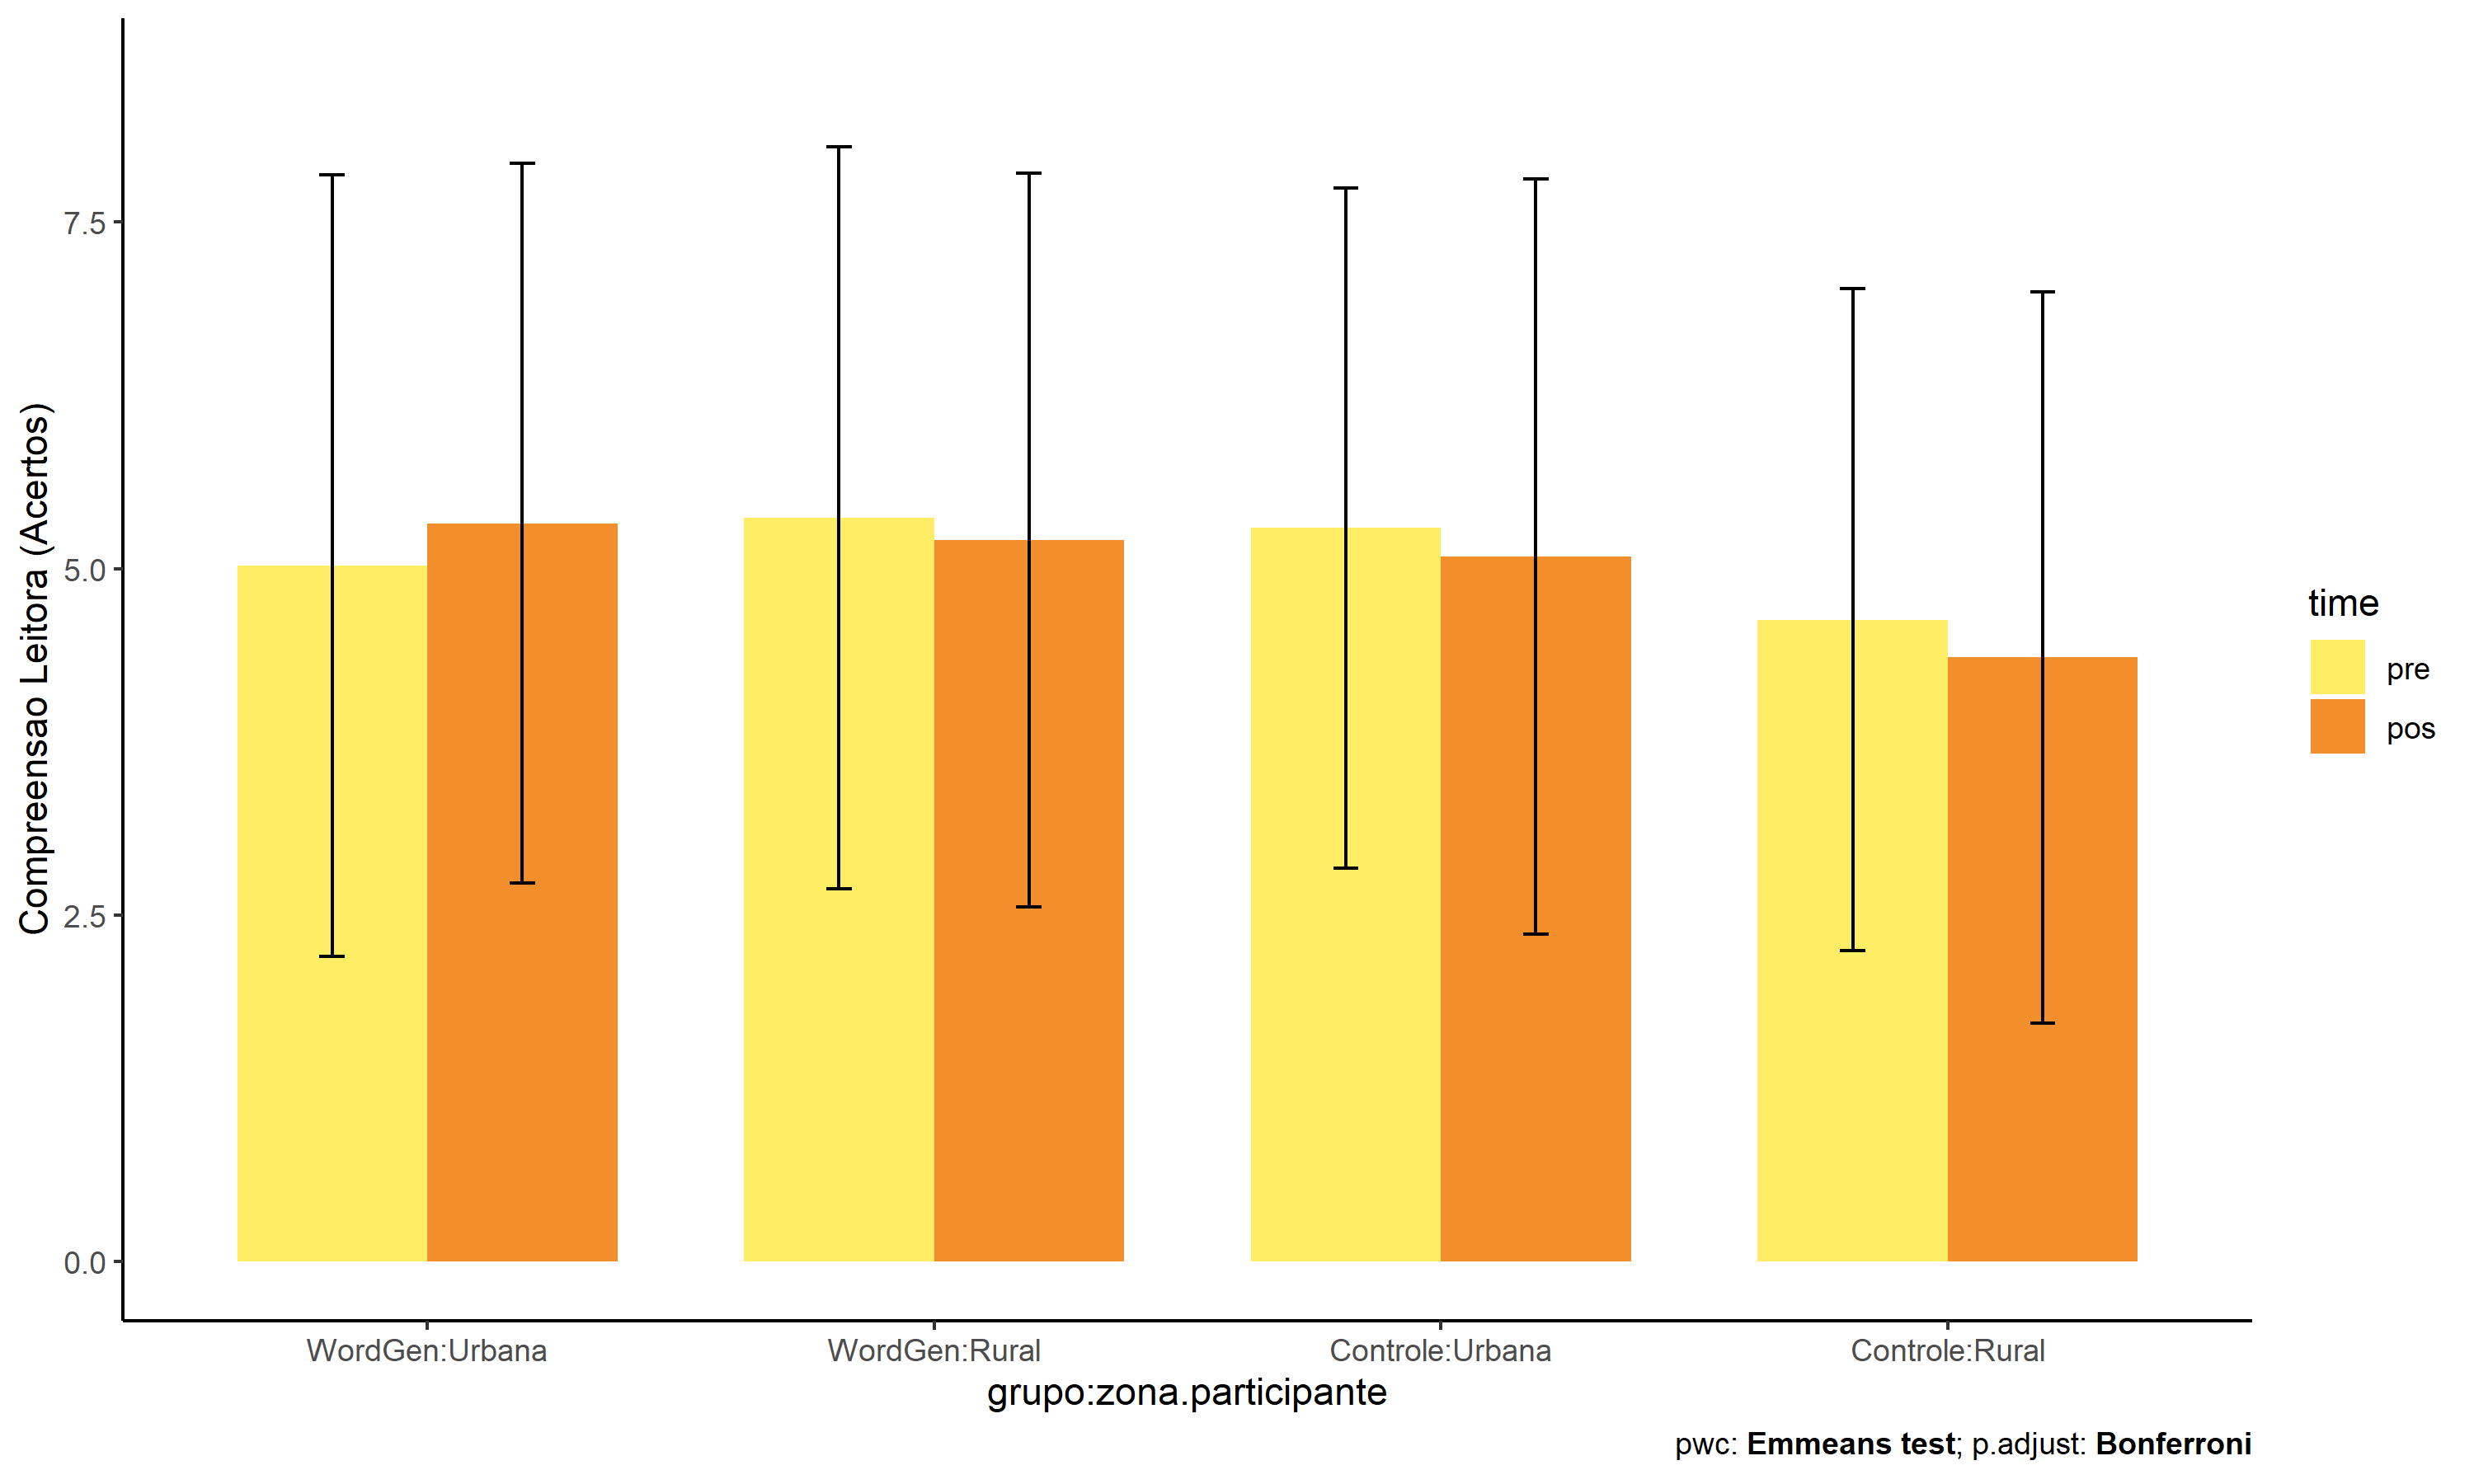 Compreensao Leitora (Acertos)
7.5
5.0
2.5
0.0
WordGen:Urbana
WordGen:Rural
Controle:Urbana
Controle:Rural
grupo:zona.participante
time
pre
pos
pwc: Emmeans test; p.adjust: Bonferroni